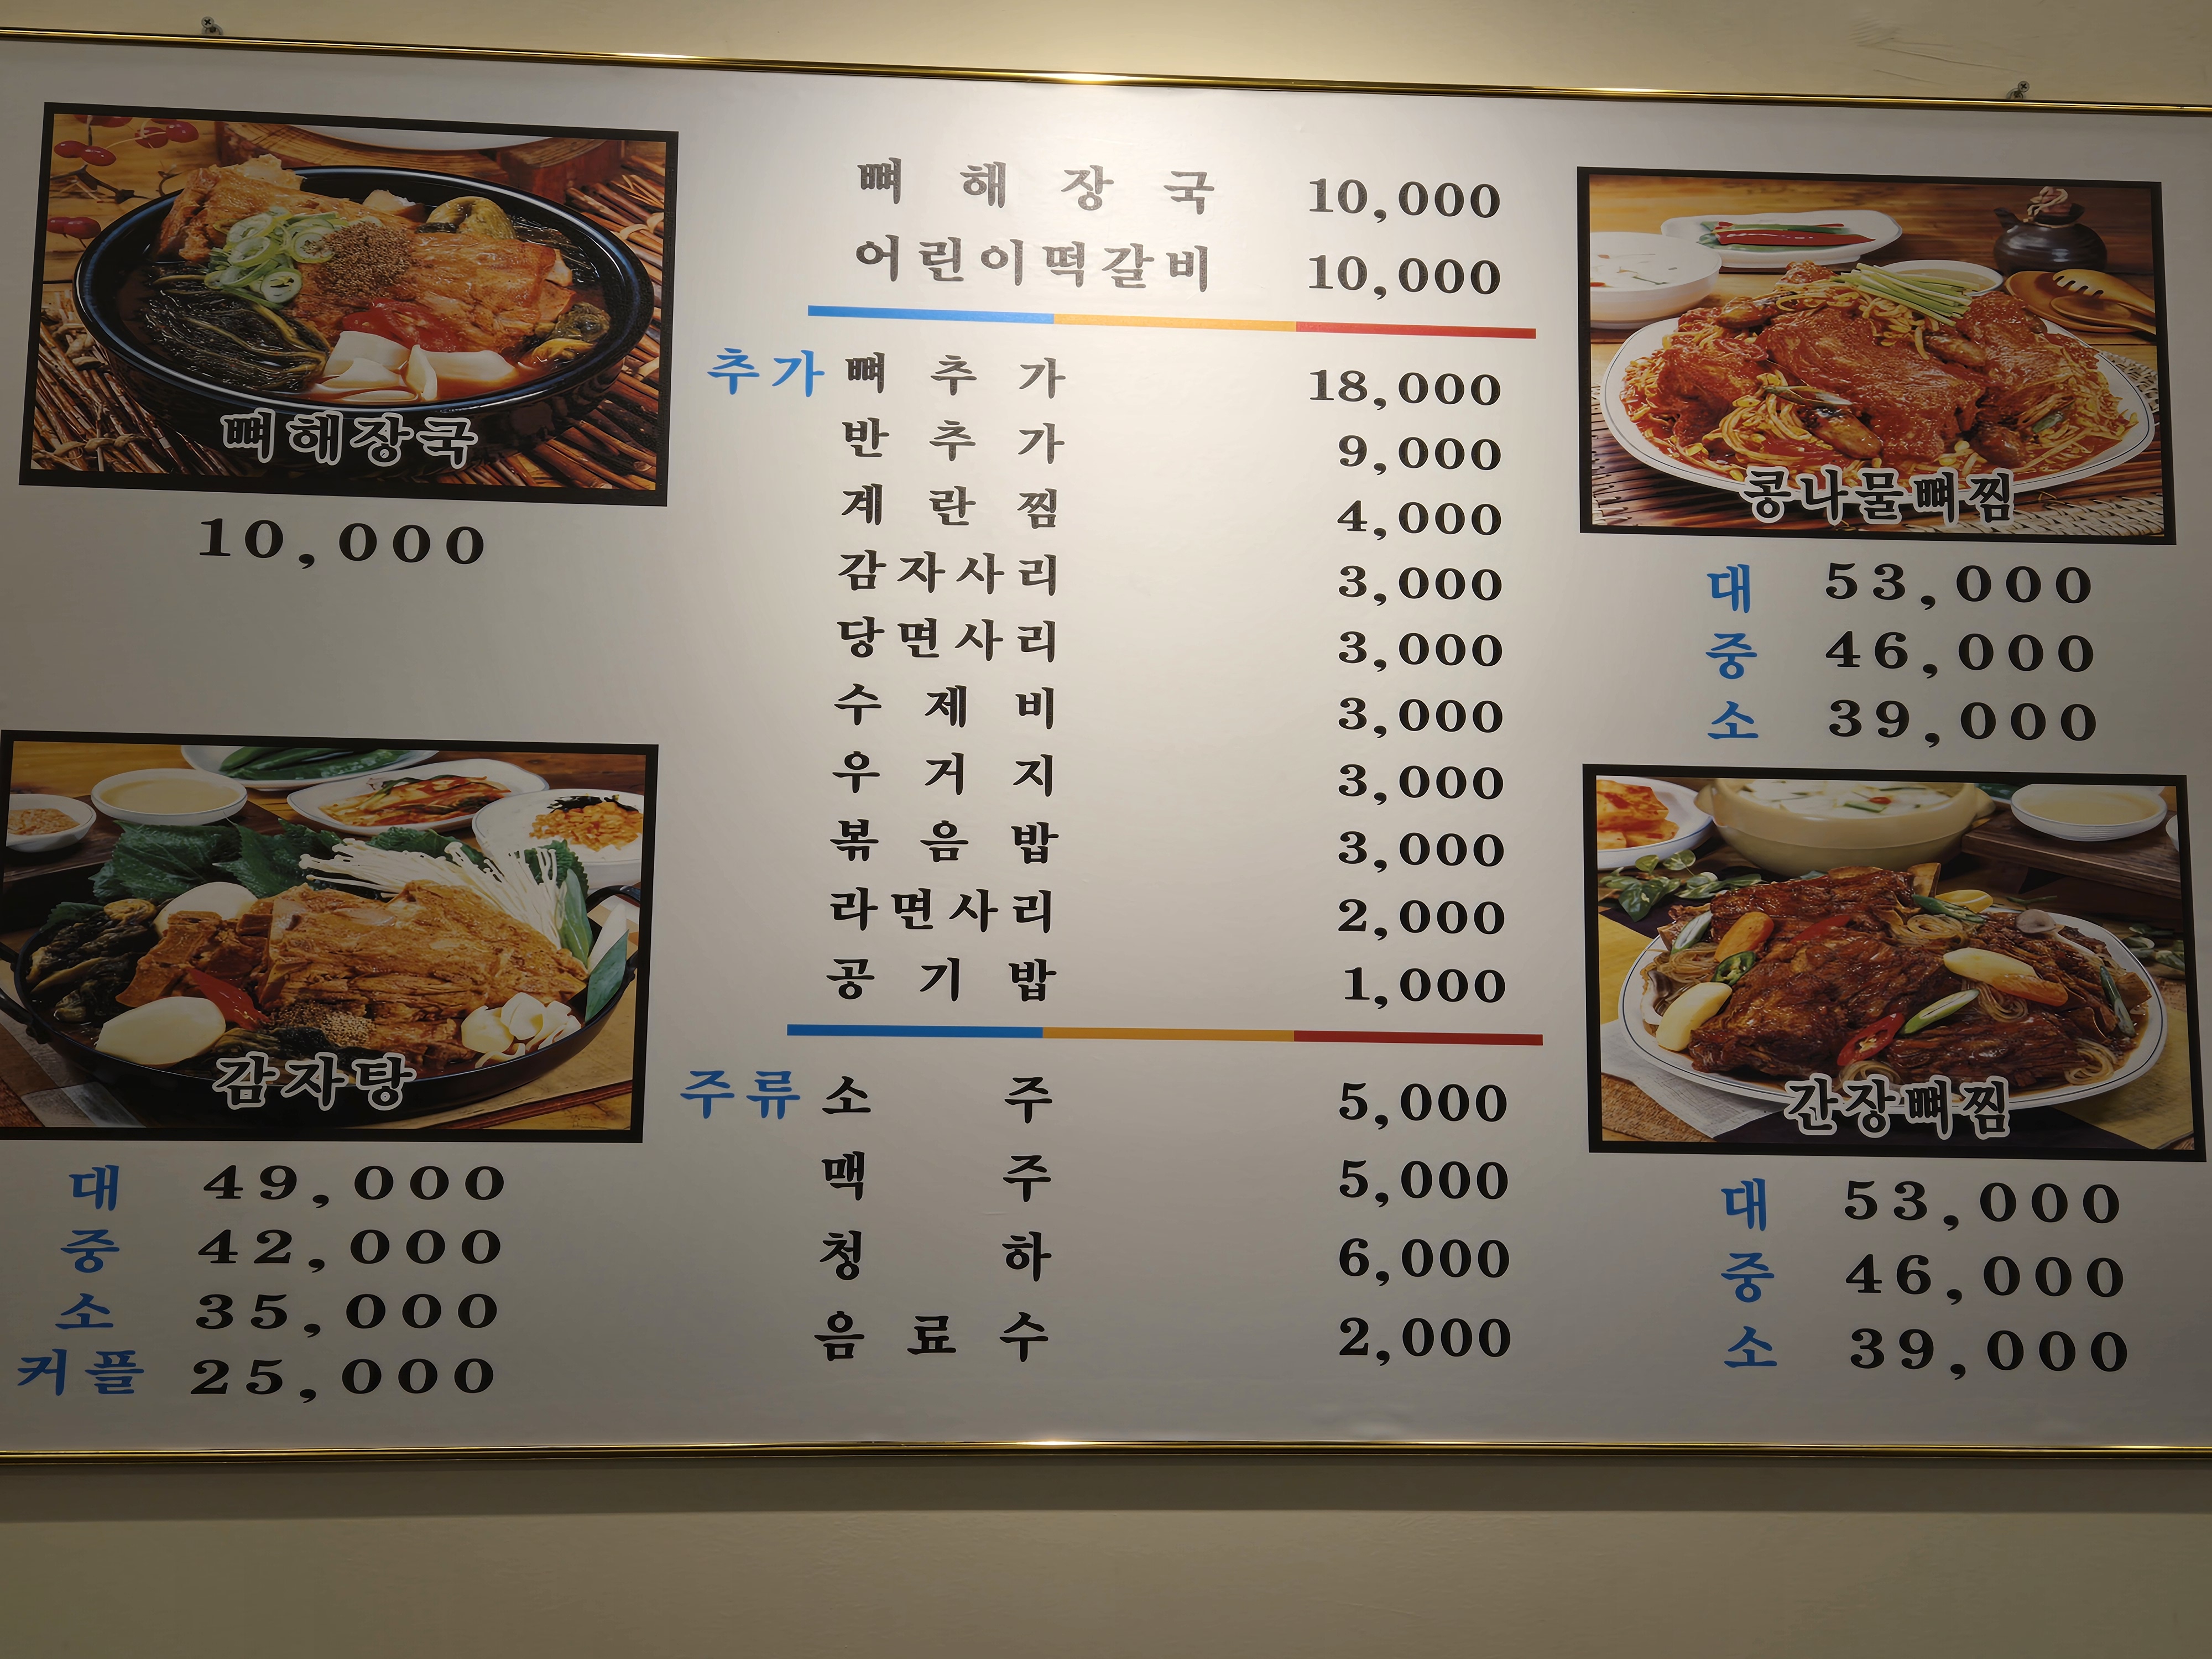 뼈해장국
10,000
감자탕
대 49,000
중 42,000
소 35,000
커플 25,000
뼈해장국 10,000
어린이떡갈비 10,000
추가 뼈추가 18,000
반추가 9,000
계란찜 4,000
감자사리 3,000
당면사리 3,000
수제비 3,000
우거지 3,000
볶음밥 3,000
라면사리 2,000
공기밥 1,000
주류 소주 5,000
맥주 5,000
청하 6,000
음료수 2,000
콩나물뼈찜
대 53,000
중 46,000
소 39,000
간장뼈찜
대 53,000
중 46,000
소 39,000